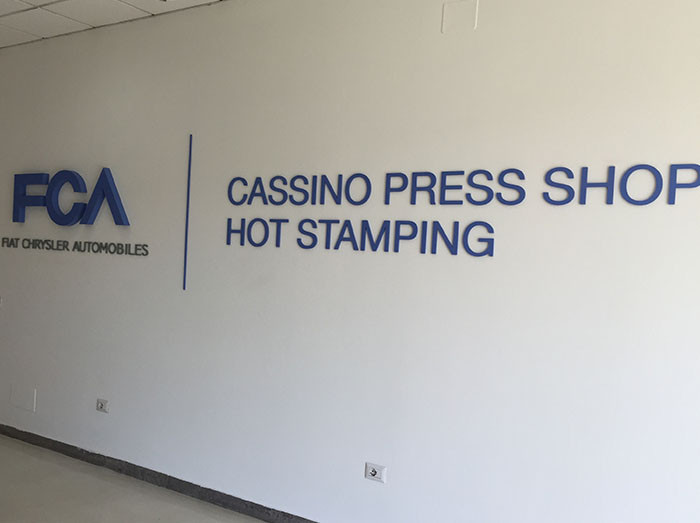 FCA
FIAT CHRYSLER AUTOMOBILES
CASSINO PRESS SHOP
HOT STAMPING